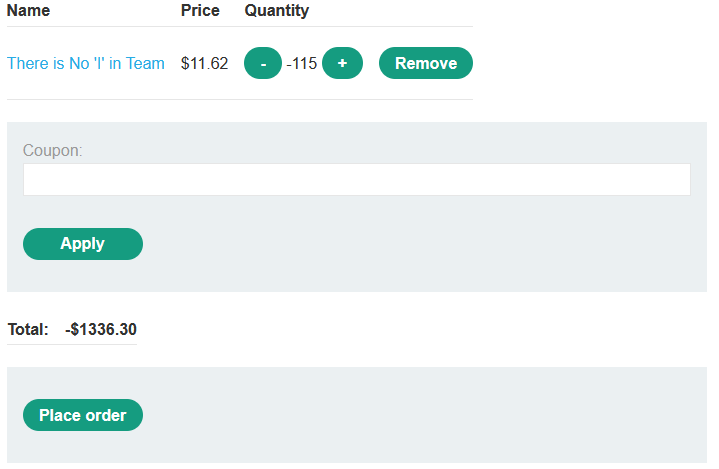 Name Price Quantity
There is No 'I' in Team $11.62 - -115 + Remove
Coupon:
Apply
Total: -$1336.30
Place order